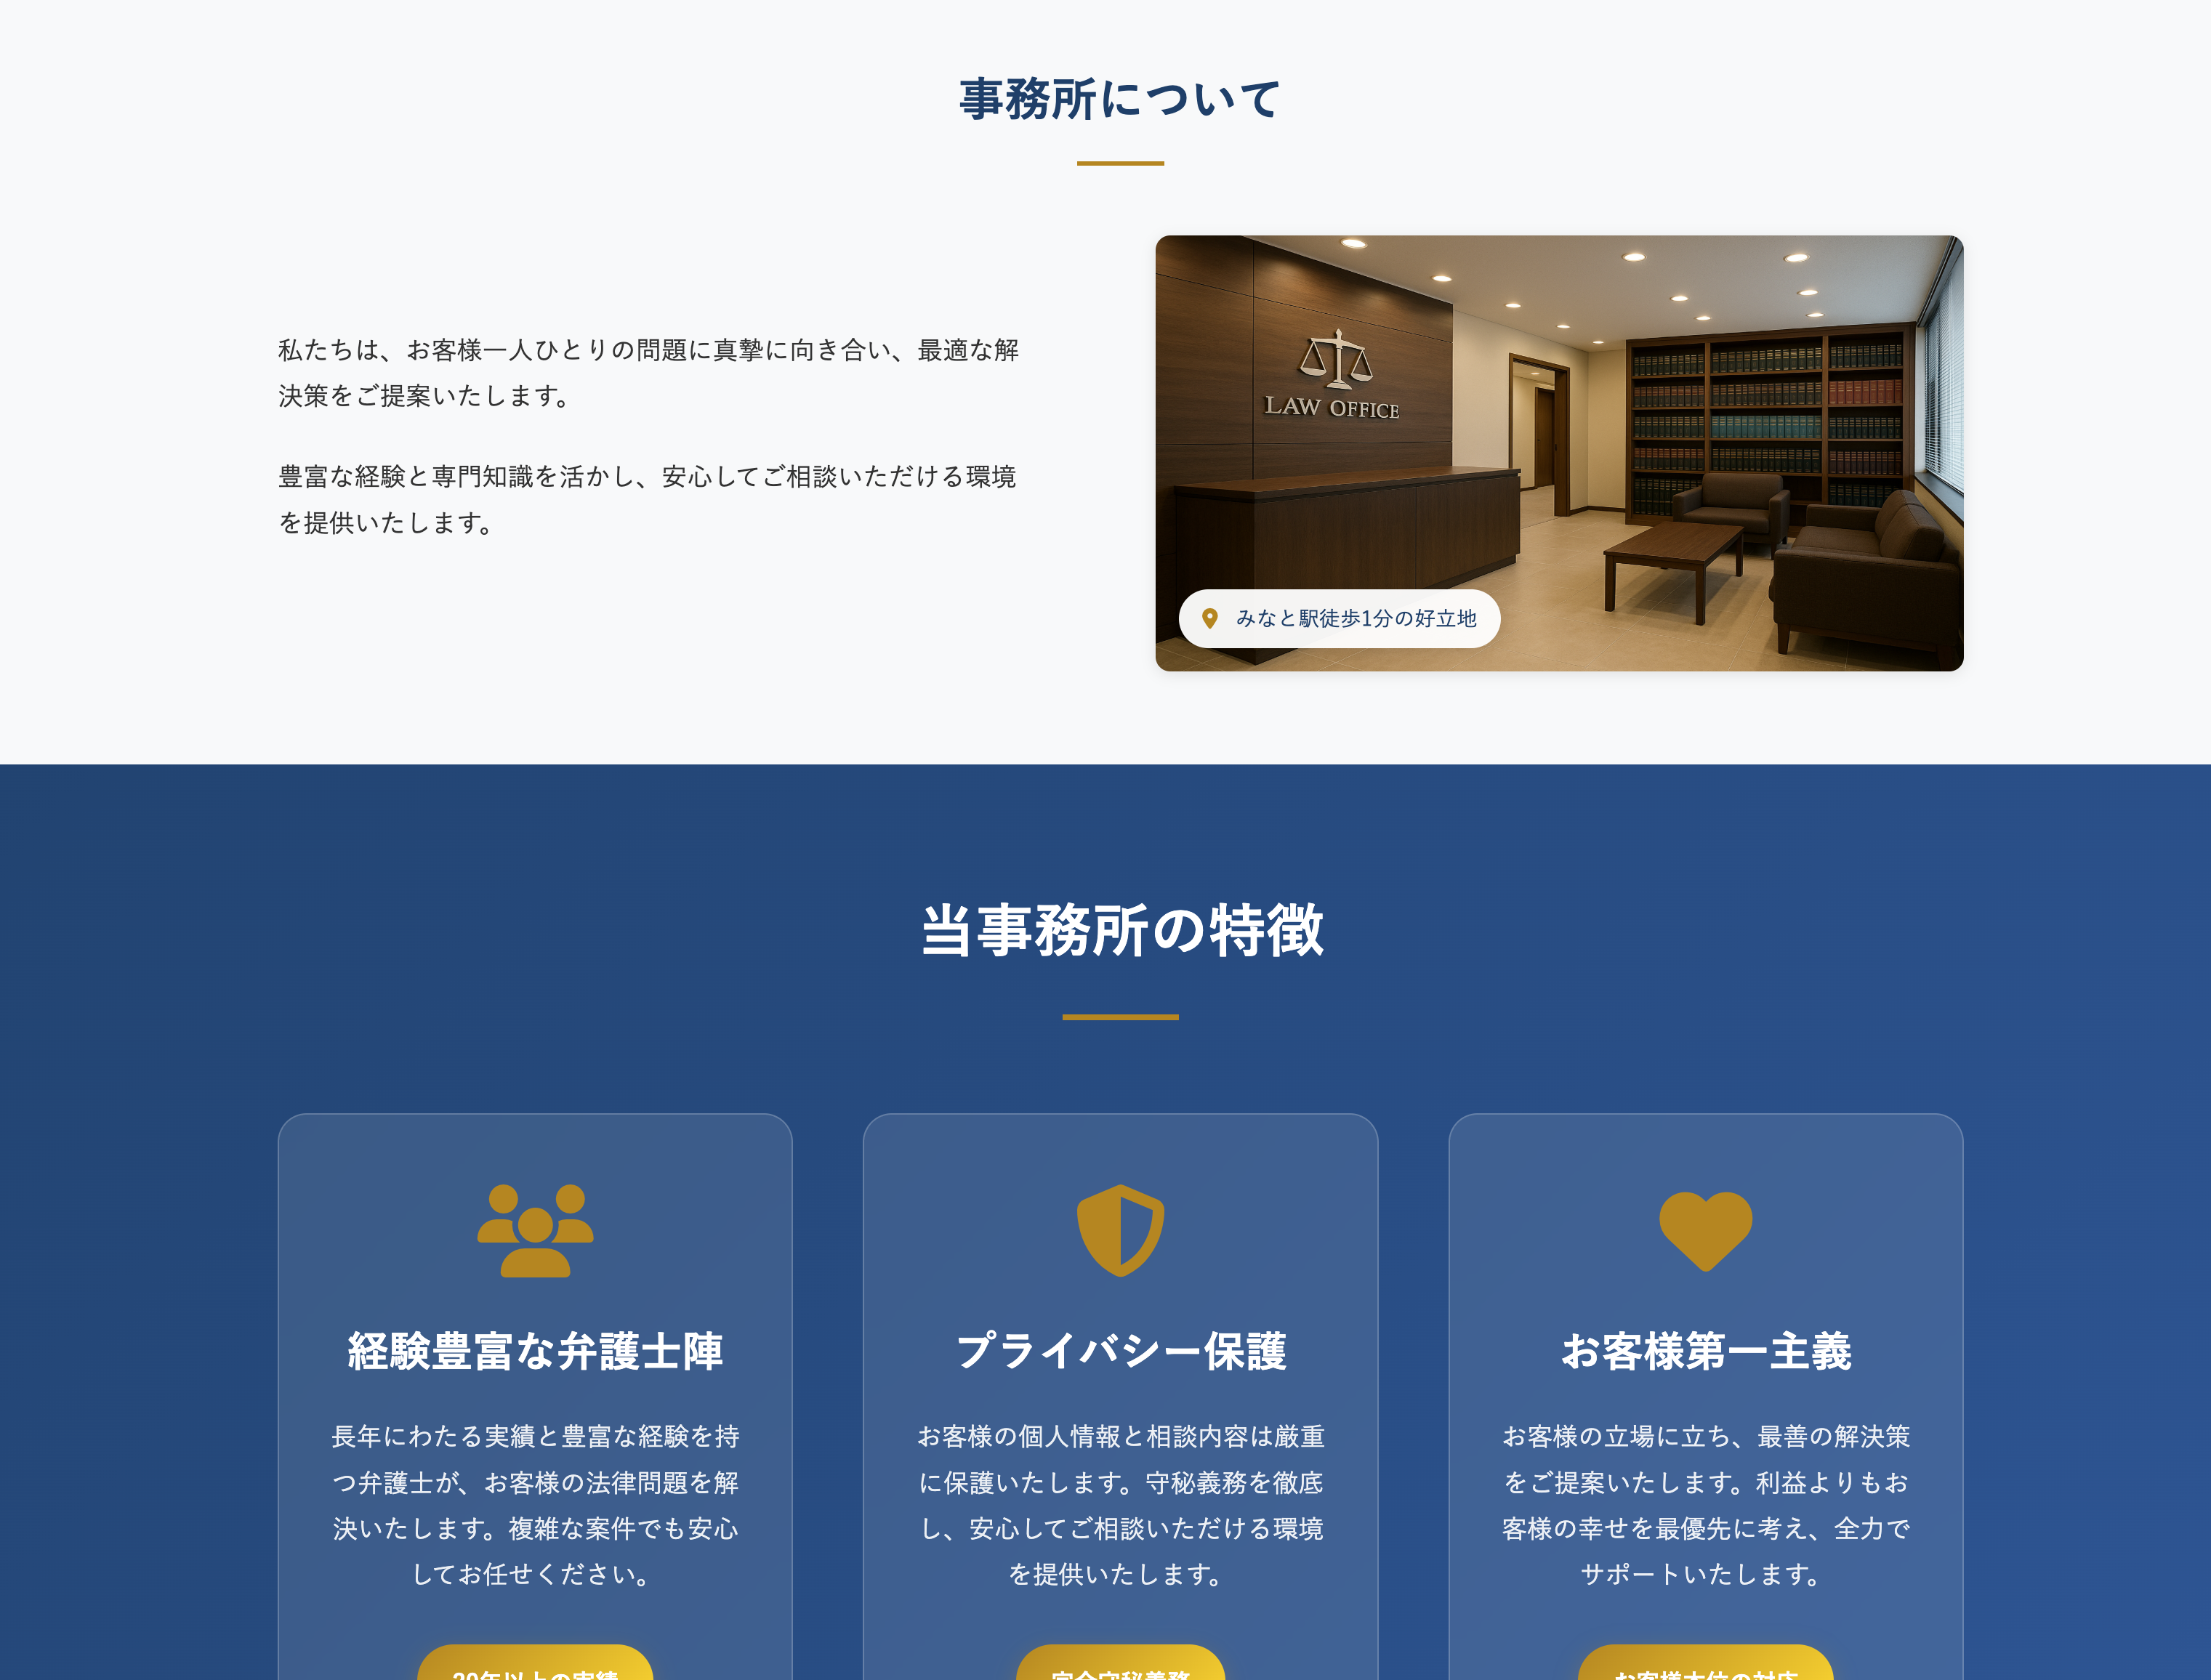 事務所について
私たちは、お客様一人ひとりの問題に真摯に向き合い、最適な解
決策をご提案いたします。
豊富な経験と専門知識を活かし、安心してご相談いただける環境
を提供いたします。
LAW OFFICE
みなと駅徒歩1分の好立地
当事務所の特徴
経験豊富な弁護士陣
長年にわたる実績と豊富な経験を持
つ弁護士が、お客様の法律問題を解
決いたします。複雑な案件でも安心
してお任せください。
プライバシー保護
お客様の個人情報と相談内容は厳重
に保護いたします。守秘義務を徹底
し、安心してご相談いただける環境
を提供いたします。
完全守秘義務
お客様第一主義
お客様の立場に立ち、最善の解決策
をご提案いたします。利益よりもお
客様の幸せを最優先に考え、全力で
サポートいたします。
お客様本位の対応